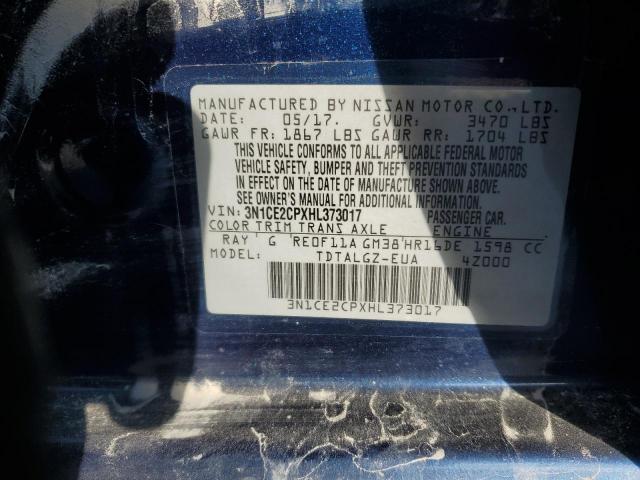 MANUFACTURED BY NISSAN MOTOR CO.,LTD.
DATE: 05/17. GVWR: 3470 LBS
GAWR FR: 1867 LBS GAWR RR: 1704 LBS
THIS VEHICLE CONFORMS TO ALL APPLICABLE FEDERAL MOTOR
VEHICLE SAFETY, BUMPER AND THEFT PREVENTION STANDARDS
IN EFFECT ON THE DATE OF MANUFACTURE SHOWN ABOVE.
SEE OWNER'S MANUAL
VIN: 3N1CE2CPXHL373017 PASSENGER CAR.
COLOR TRIM TRANS AXLE ENGINE
RAY G RE0F11A GM38 HR16DE 1598 CC
MODEL: TDTALGZ-EUA 4Z000
3N1CE2CPXHL373017